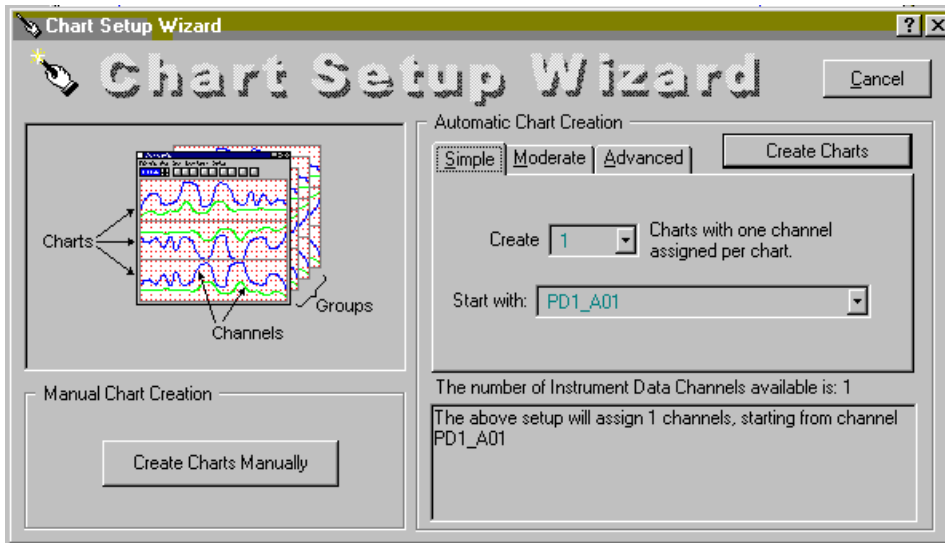 Chart Setup Wizard
Chart Setup Wizard
Cancel
Charts
Groups
Channels
Manual Chart Creation
Create Charts Manually
Automatic Chart Creation
Simple
Moderate
Advanced
Create Charts
Create 1 Charts with one channel
assigned per chart.
Start with: PD1_A01
The number of Instrument Data Channels available is: 1
The above setup will assign 1 channels, starting from channel
PD1_A01